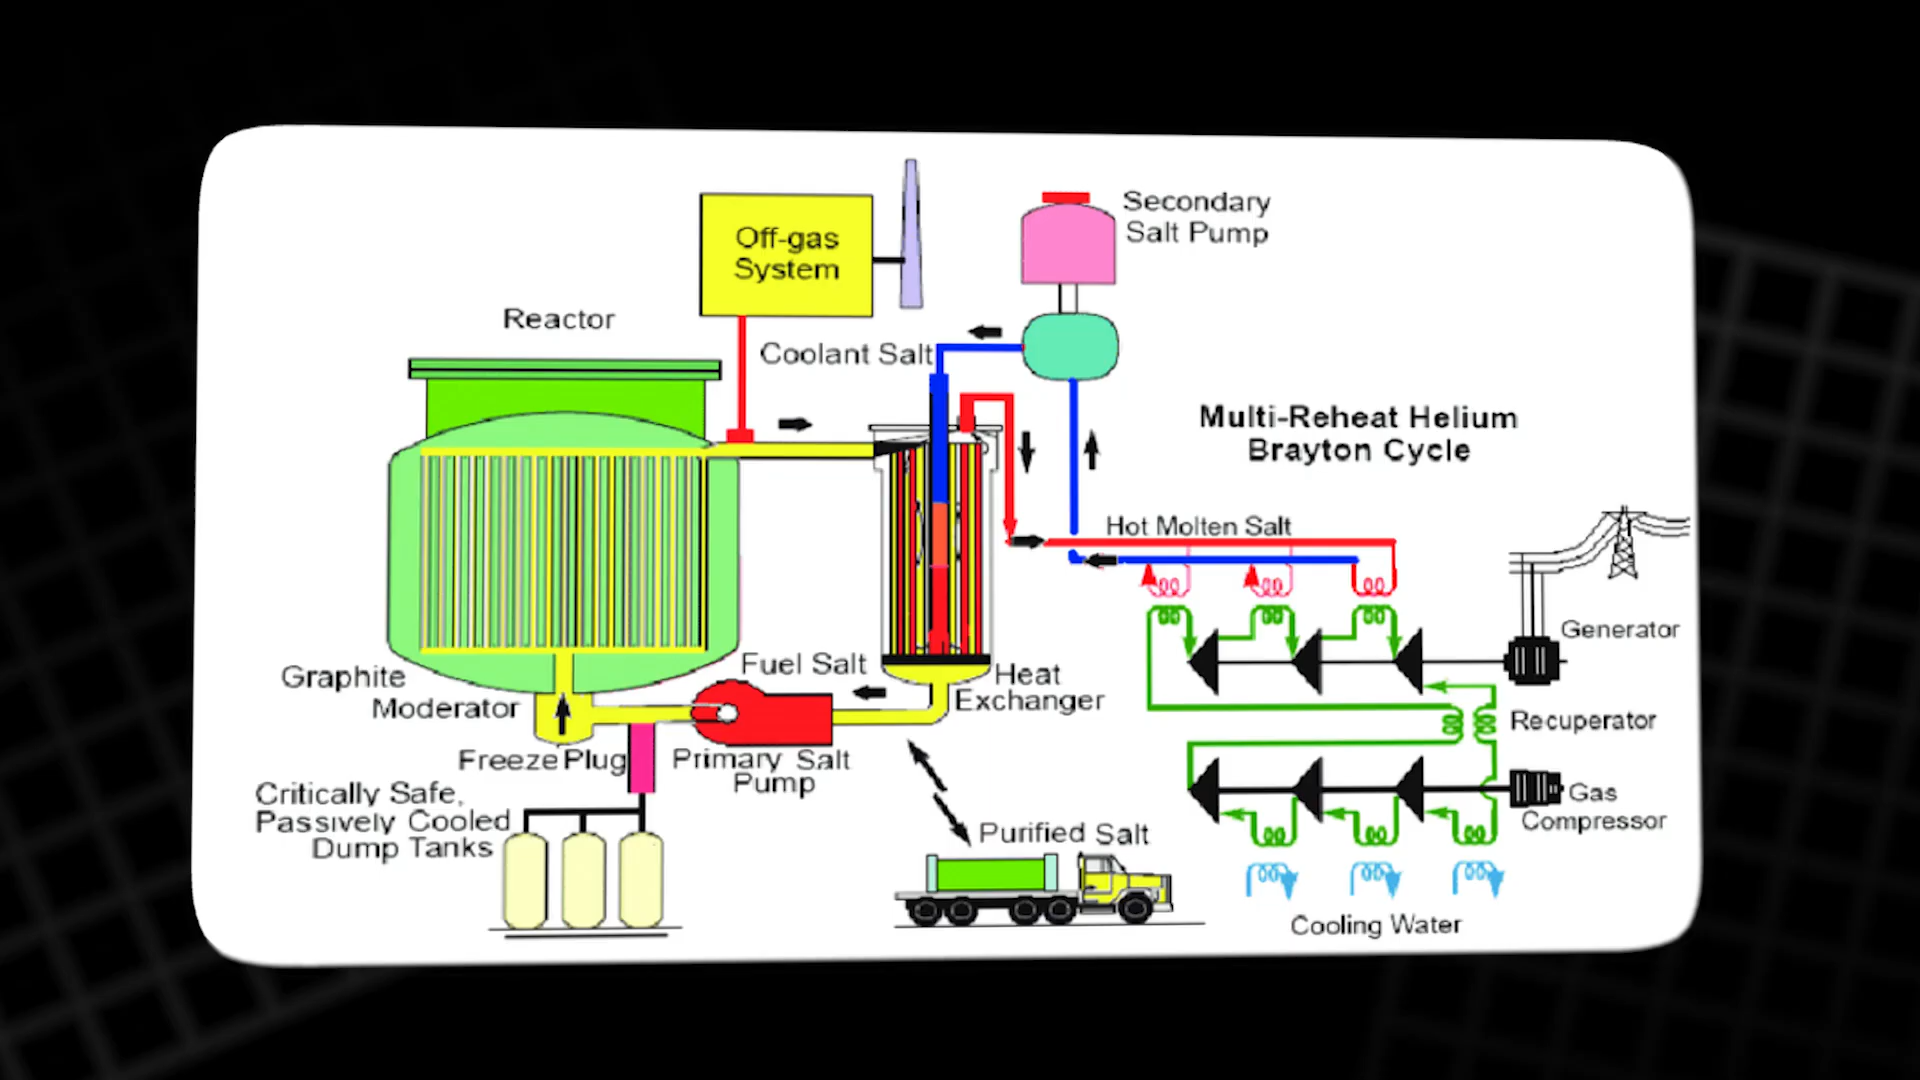 Off-gas
System
Secondary
Salt Pump
Reactor
Coolant Salt
Multi-Reheat Helium
Brayton Cycle
Hot Molten Salt
Generator
Graphite
Moderator
Fuel Salt
Heat
Exchanger
Recuperator
Freeze Plug
Primary Salt
Pump
Critically Safe,
Passively Cooled
Dump Tanks
Purified Salt
Gas
Compressor
Cooling Water